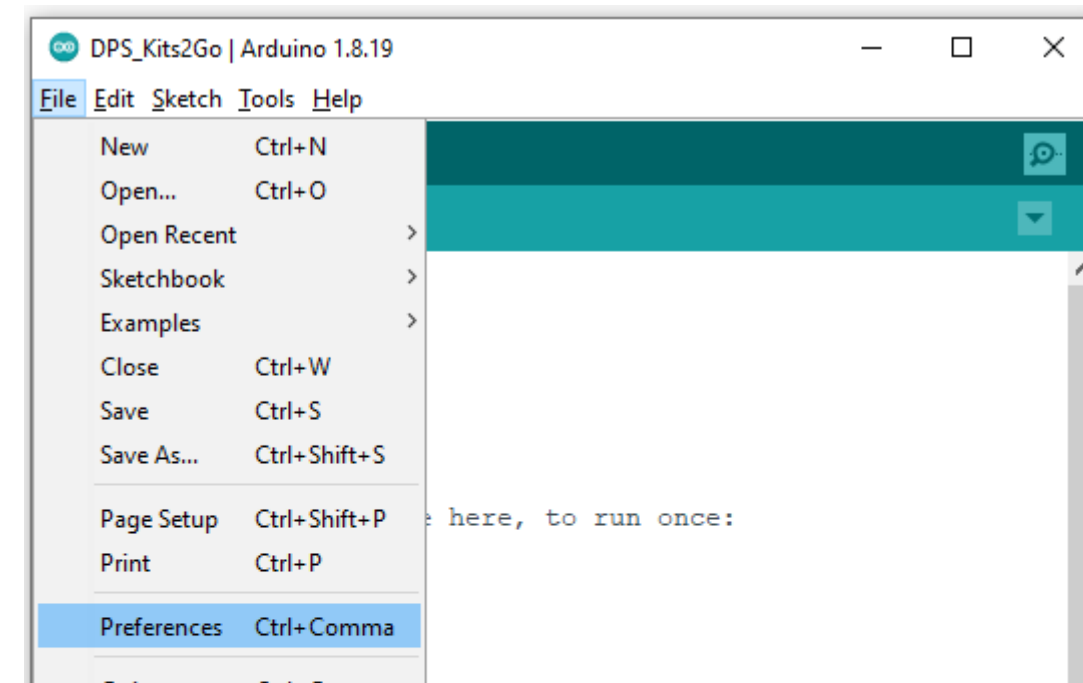 DPS_Kits2Go | Arduino 1.8.19
File Edit Sketch Tools Help
New Ctrl+N
Open... Ctrl+O
Open Recent
Sketchbook
Examples
Close Ctrl+W
Save Ctrl+S
Save As... Ctrl+Shift+S
Page Setup Ctrl+Shift+P
here, to run once:
Print Ctrl+P
Preferences Ctrl+Comma